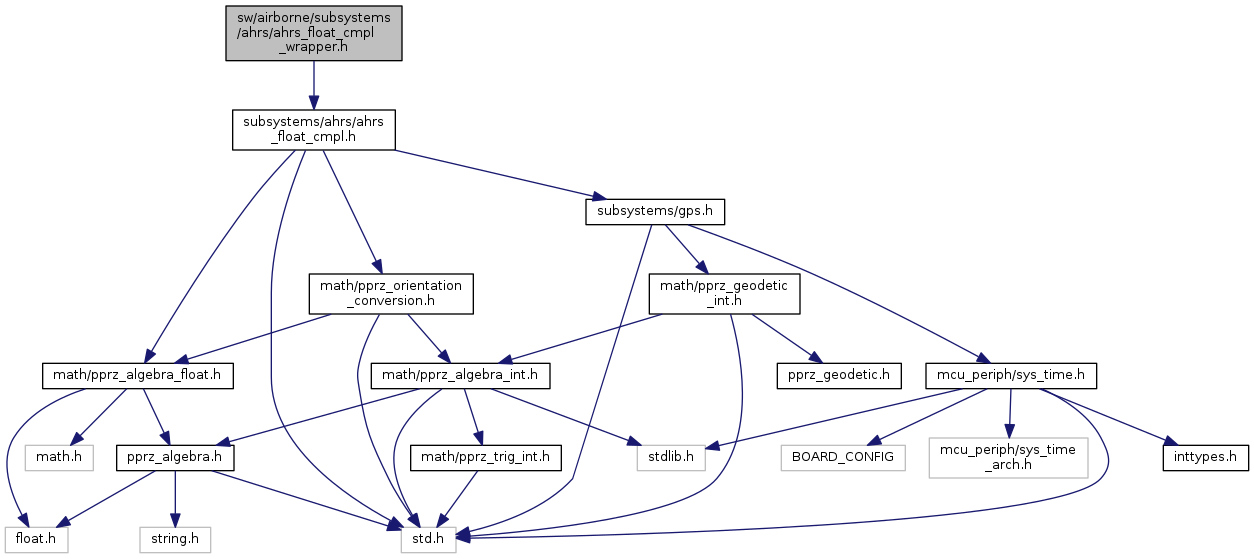 sw/airborne/subsystems
/ahrs/ahrs_float_cmpl
_wrapper.h
subsystems/ahrs/ahrs
_float_cmpl.h
subsystems/gps.h
math/pprz_orientation
_conversion.h
math/pprz_geodetic
_int.h
math/pprz_algebra_float.h
math/pprz_algebra_int.h
pprz_geodetic.h
mcu_periph/sys_time.h
math.h
pprz_algebra.h
math/pprz_trig_int.h
stdlib.h
BOARD_CONFIG
mcu_periph/sys_time
_arch.h
inttypes.h
float.h
string.h
std.h